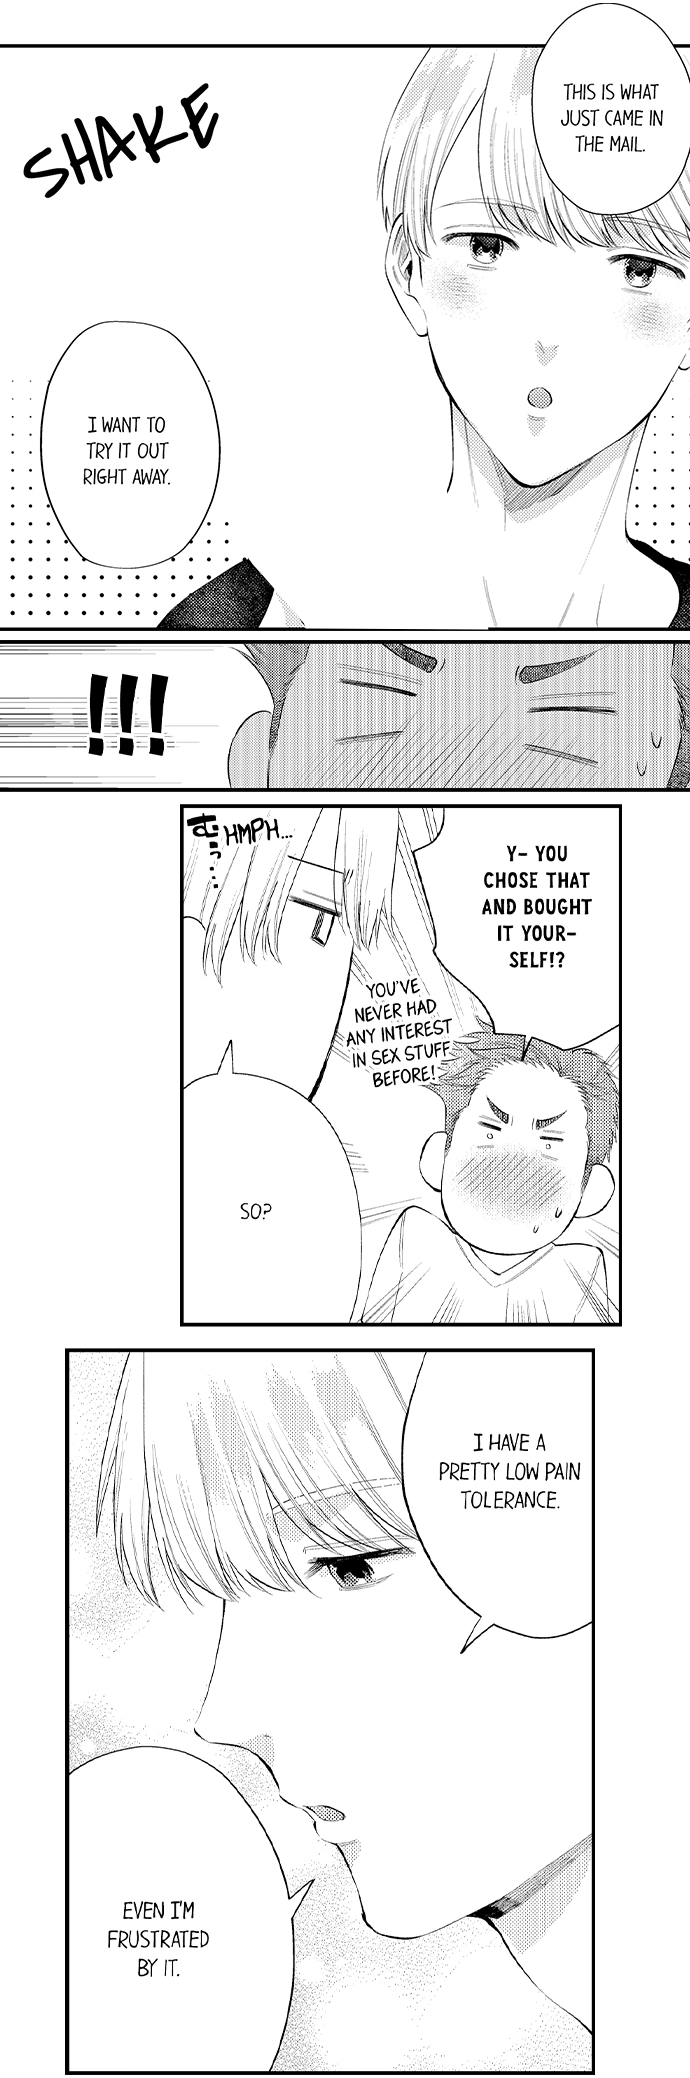 THIS IS WHAT
JUST CAME IN
THE MAIL.
SHAKE
I WANT TO
TRY IT OUT
RIGHT AWAY.
!!!
Y- YOU
CHOSE THAT
AND BOUGHT
IT YOUR-
SELF!?
むっ…
HMPH...
YOU'VE
NEVER HAD
ANY INTEREST
IN SEX STUFF
BEFORE!
SO?
I HAVE A
PRETTY LOW PAIN
TOLERANCE.
EVEN I'M
FRUSTRATED
BY IT.